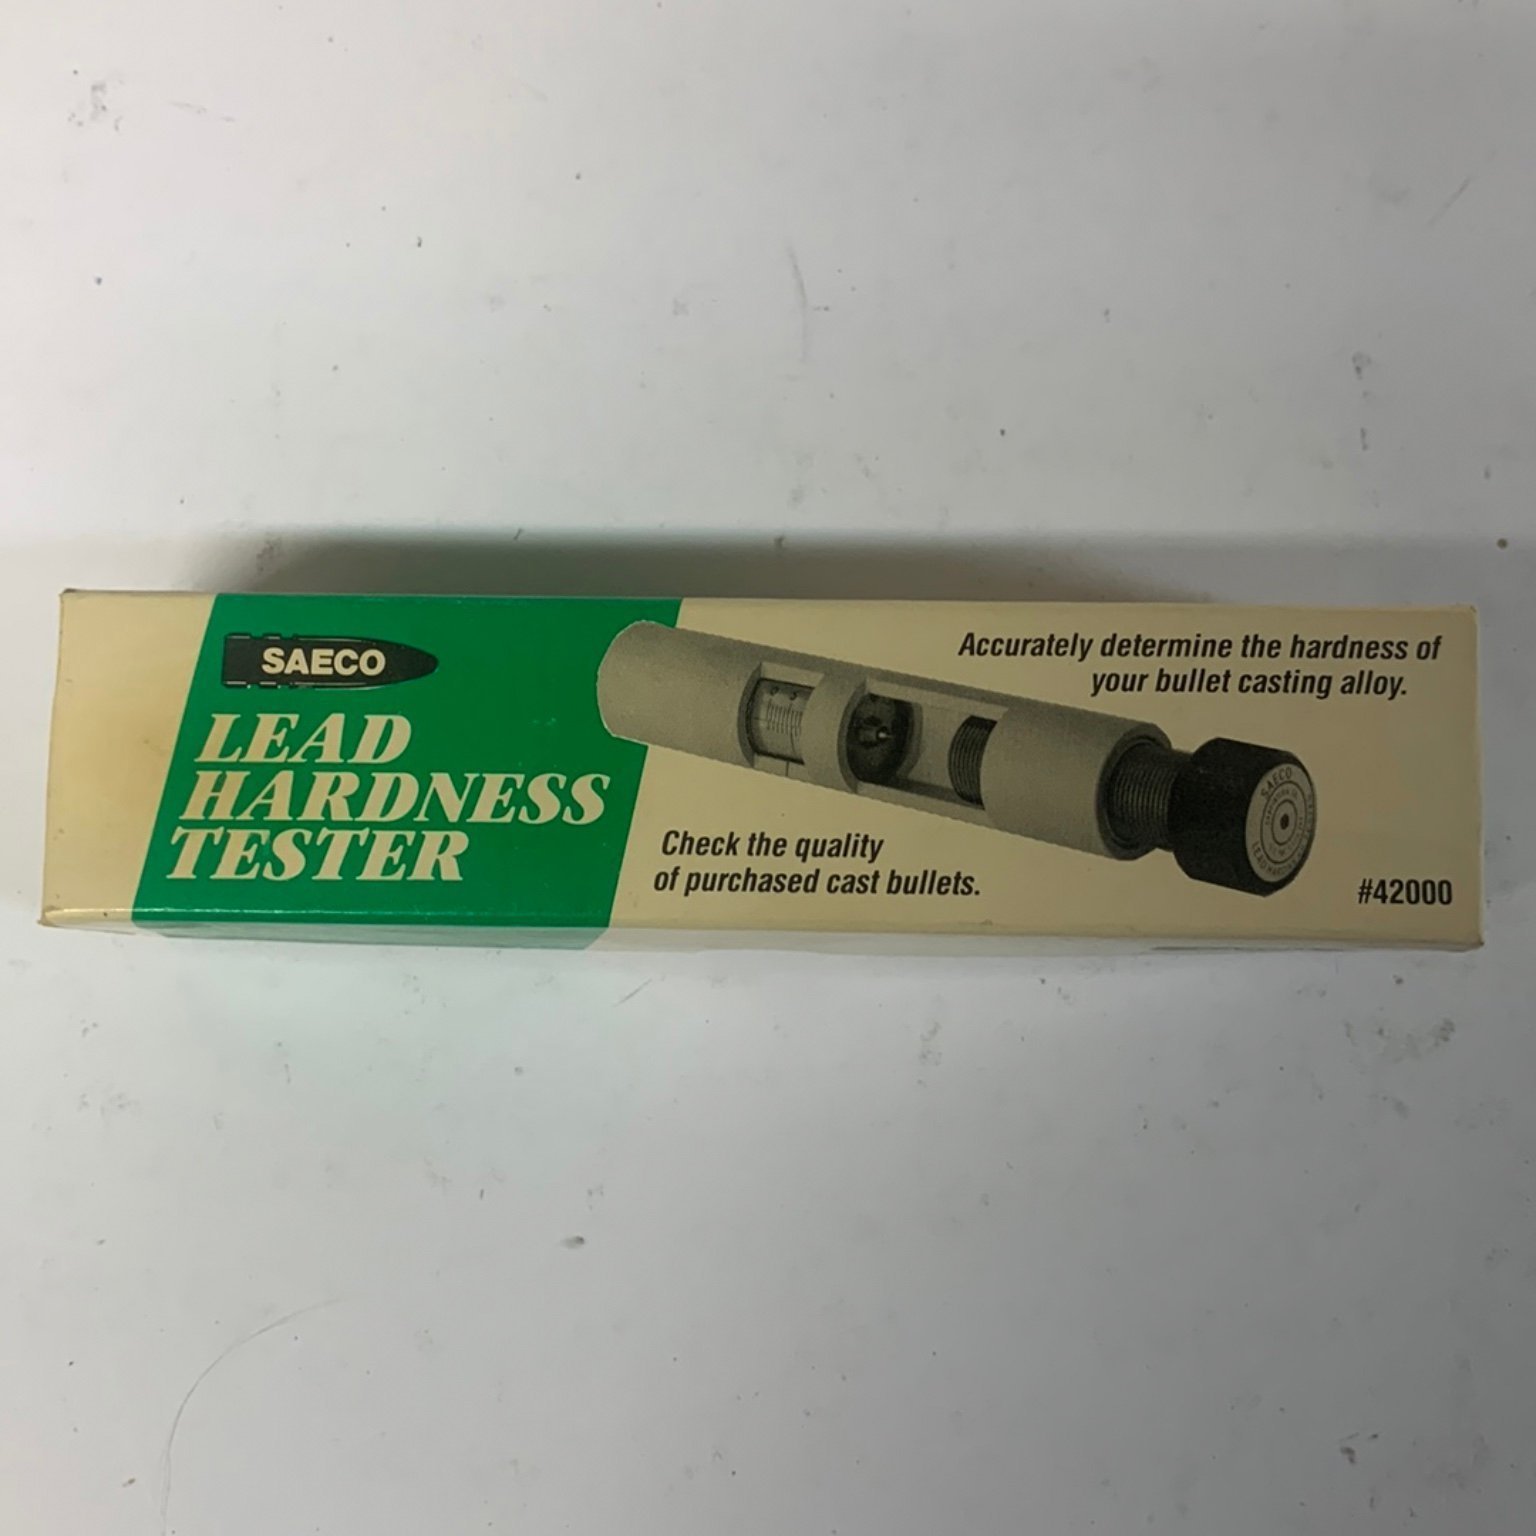 SAECO
LEAD
HARDNESS
TESTER
Accurately determine the hardness of
your bullet casting alloy.
Check the quality
of purchased cast bullets.
SAECO
#42000